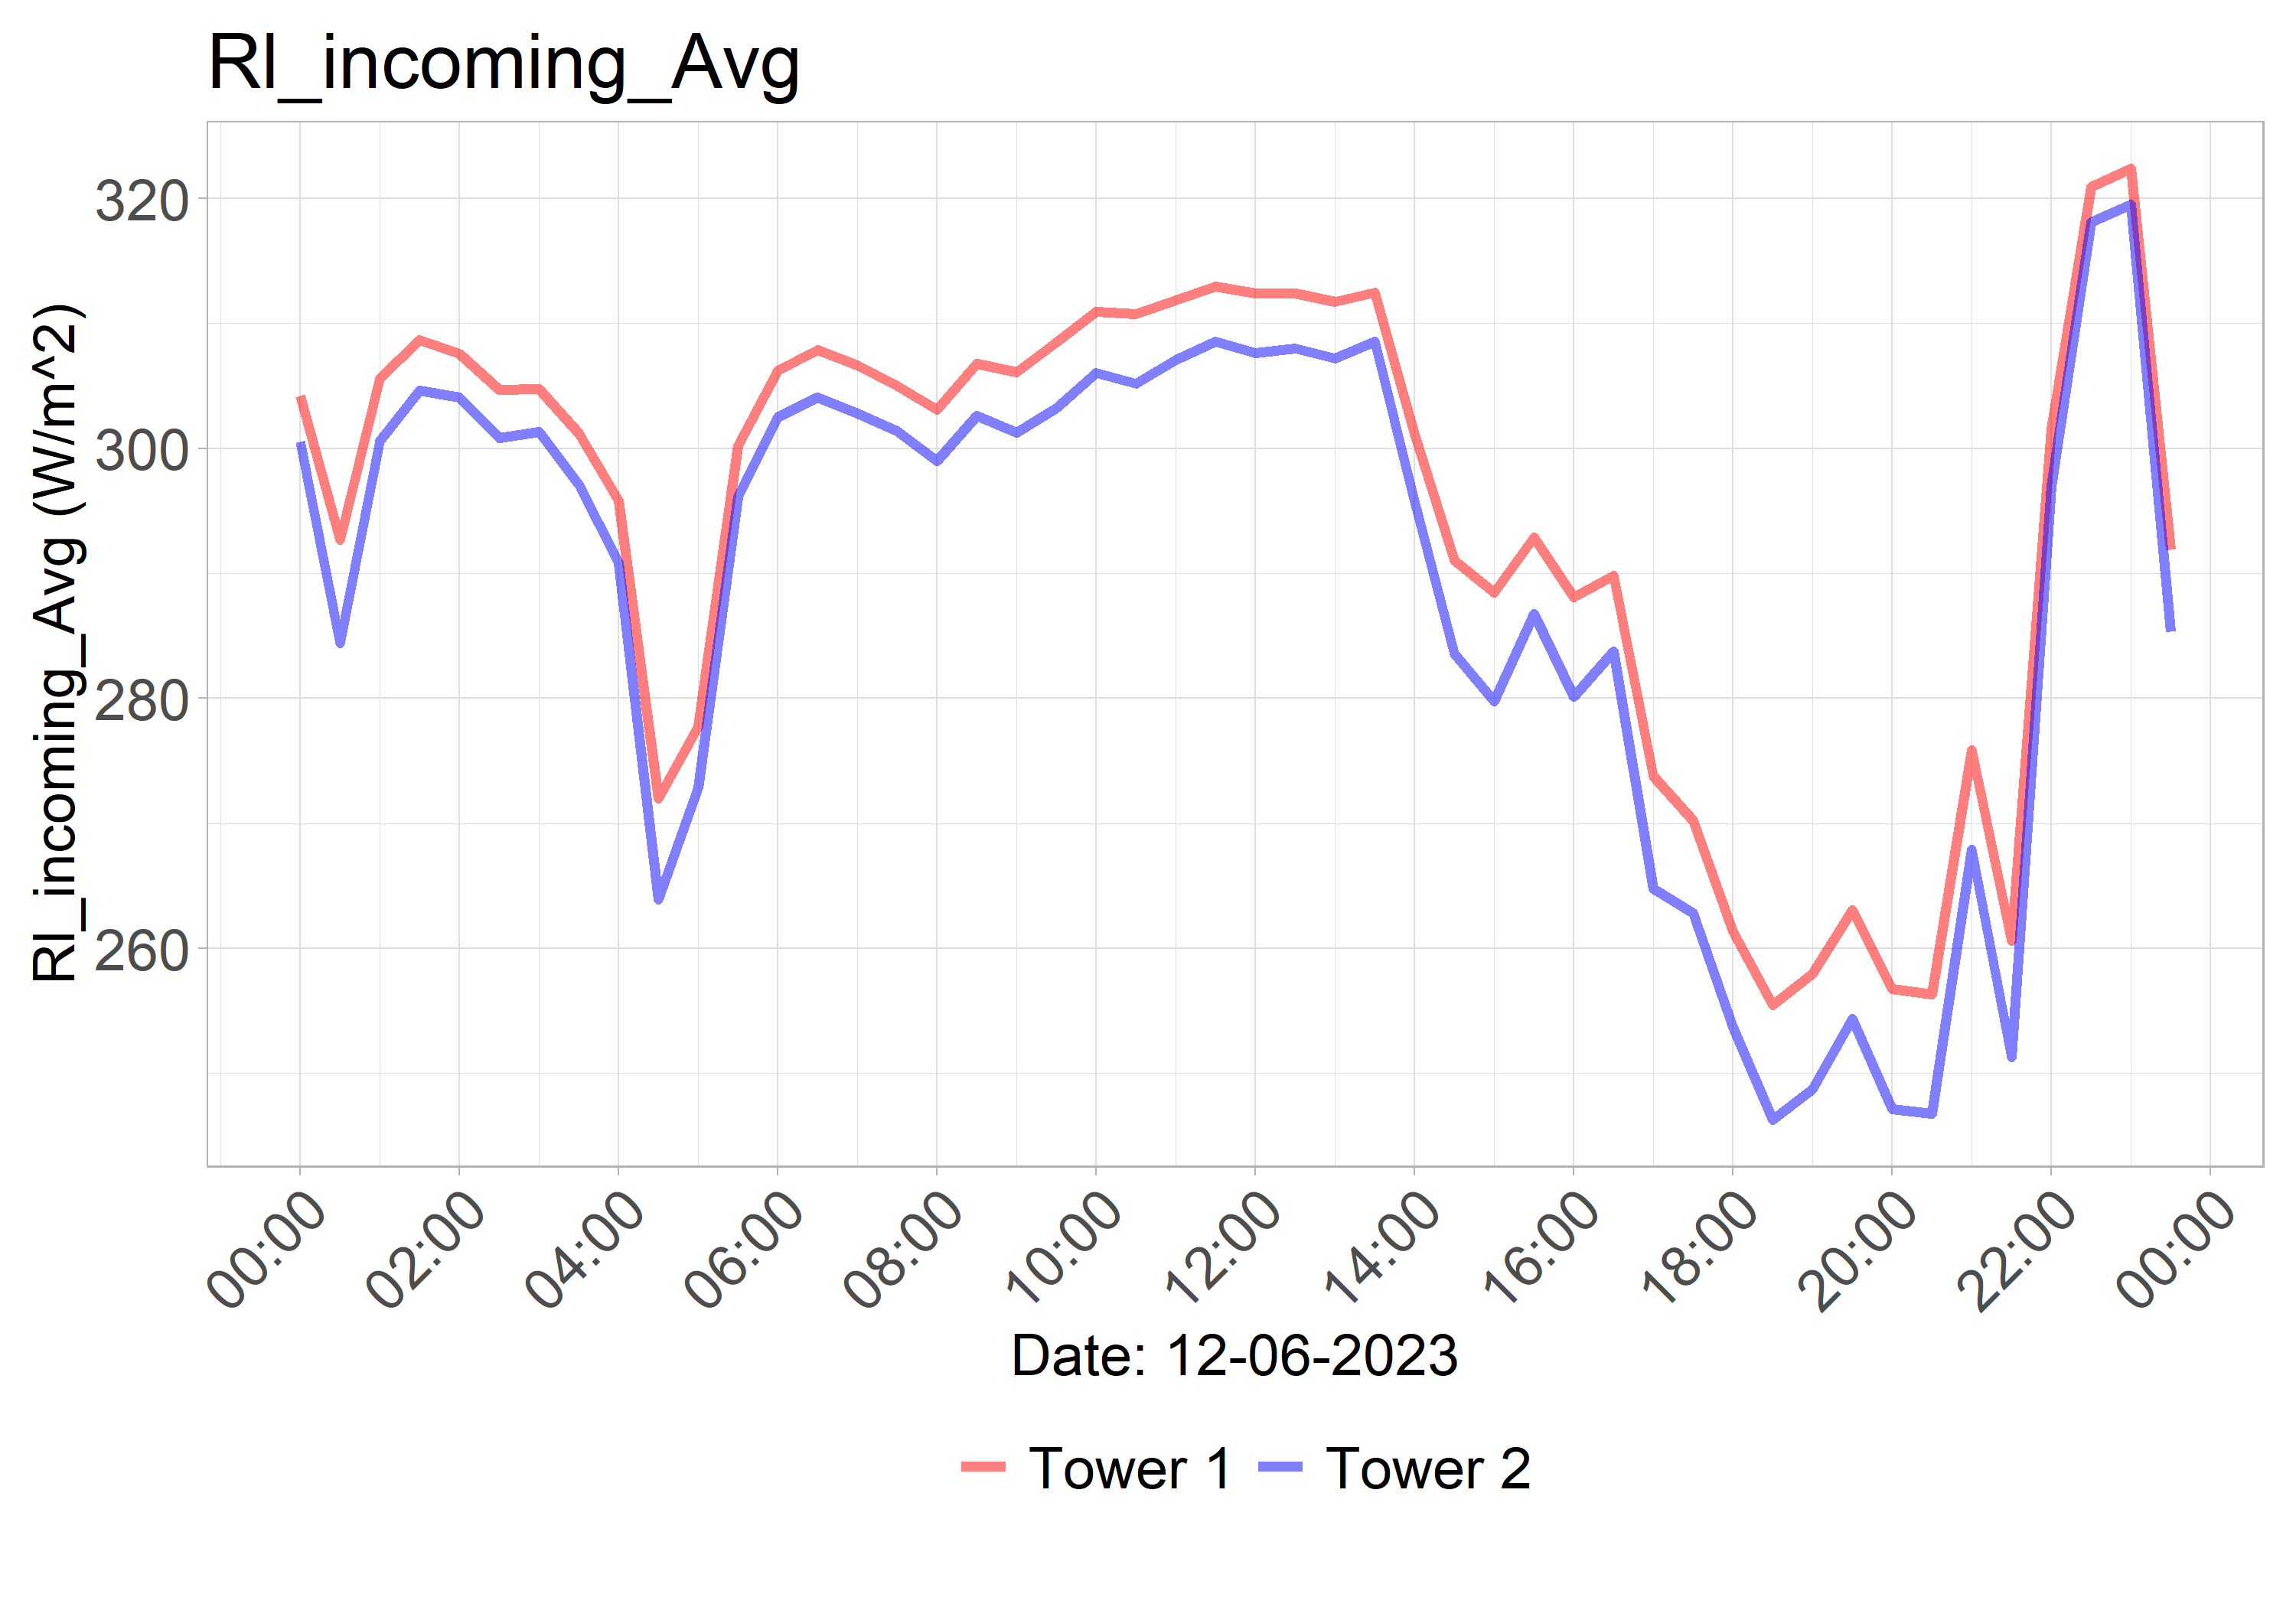 Rl_incoming_Avg
Rl_incoming_Avg (W/m^2)
320
300
280
260
00:00 02:00 04:00 06:00 08:00 10:00 12:00 14:00 16:00 18:00 20:00 22:00 00:00
Date: 12-06-2023
Tower 1 Tower 2